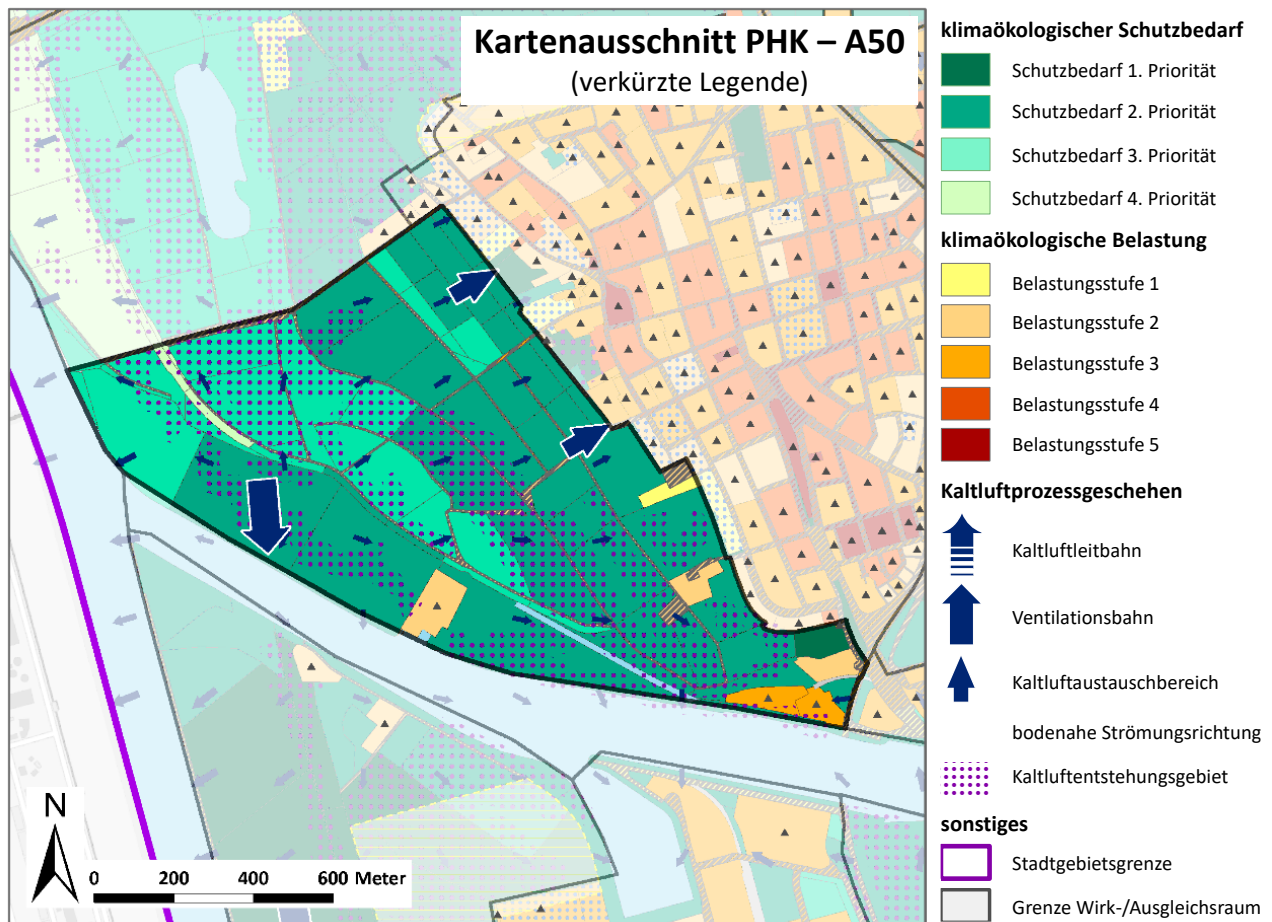 Kartenausschnitt PHK – A50
(verkürzte Legende)
N
0 200 400 600 Meter
klimaökologischer Schutzbedarf
Schutzbedarf 1. Priorität
Schutzbedarf 2. Priorität
Schutzbedarf 3. Priorität
Schutzbedarf 4. Priorität
klimaökologische Belastung
Belastungsstufe 1
Belastungsstufe 2
Belastungsstufe 3
Belastungsstufe 4
Belastungsstufe 5
Kaltluftprozessgeschehen
Kaltluftleitbahn
Ventilationsbahn
Kaltluftaustauschbereich
bodenahe Strömungsrichtung
Kaltluftentstehungsgebiet
sonstiges
Stadtgebietsgrenze
Grenze Wirk-/Ausgleichsraum